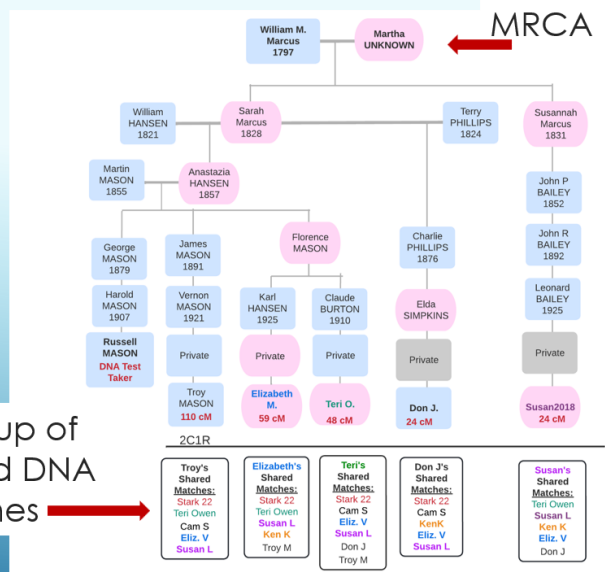 MRCA
William M.
Marcus
1797
Martha
UNKNOWN
William
HANSEN
1821
Sarah
Marcus
1828
Terry
PHILLIPS
1824
Susannah
Marcus
1831
Martin
MASON
1855
Anastazia
HANSEN
1857
John P
BAILEY
1852
George
MASON
1879
James
MASON
1891
Florence
MASON
Charlie
PHILLIPS
1876
John R
BAILEY
1892
Harold
MASON
1907
Vernon
MASON
1921
Karl
HANSEN
1925
Claude
BURTON
1910
Elda
SIMPKINS
Leonard
BAILEY
1925
Russell
MASON
DNA Test
Taker
Private
Private
Private
Private
Private
Troy
MASON
110 cM
Elizabeth
M.
59 cM
Teri O.
48 cM
Don J.
24 cM
Susan2018
24 cM
2C1R
up of
d DNA
nes
Troy's
Shared
Matches:
Stark 22
Teri Owen
Cam S
Eliz. V
Susan L
Elizabeth's
Shared
Matches:
Stark 22
Teri Owen
Susan L
Ken K
Troy M
Teri's
Shared
Matches:
Stark 22
Cam S
Eliz. V
Susan L
Don J
Troy M
Don J's
Shared
Matches:
Stark 22
Cam S
KenK
Eliz. V
Susan L
Susan's
Shared
Matches:
Teri Owen
Susan L
Ken K
Eliz. V
Don J